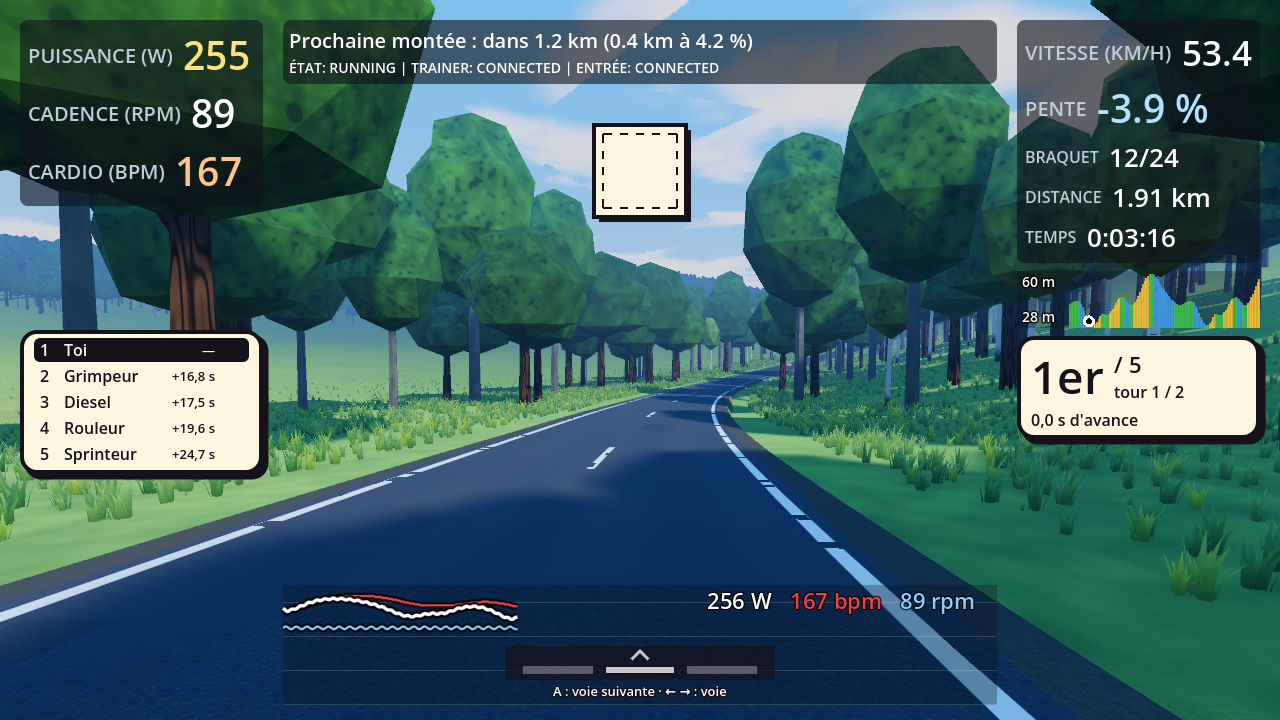 PUISSANCE (W) 255
CADENCE (RPM) 89
CARDIO (BPM) 167
Prochaine montée : dans 1.2 km (0.4 km à 4.2 %)
ÉTAT: RUNNING | TRAINER: CONNECTED | ENTRÉE: CONNECTED
VITESSE (KM/H) 53.4
PENTE -3.9 %
BRAQUET 12/24
DISTANCE 1.91 km
TEMPS 0:03:16
60 m
28 m
1 Toi —
2 Grimpeur +16,8 s
3 Diesel +17,5 s
4 Rouleur +19,6 s
5 Sprinteur +24,7 s
1er / 5
tour 1 / 2
0,0 s d'avance
256 W 167 bpm 89 rpm
A : voie suivante · ← → : voie